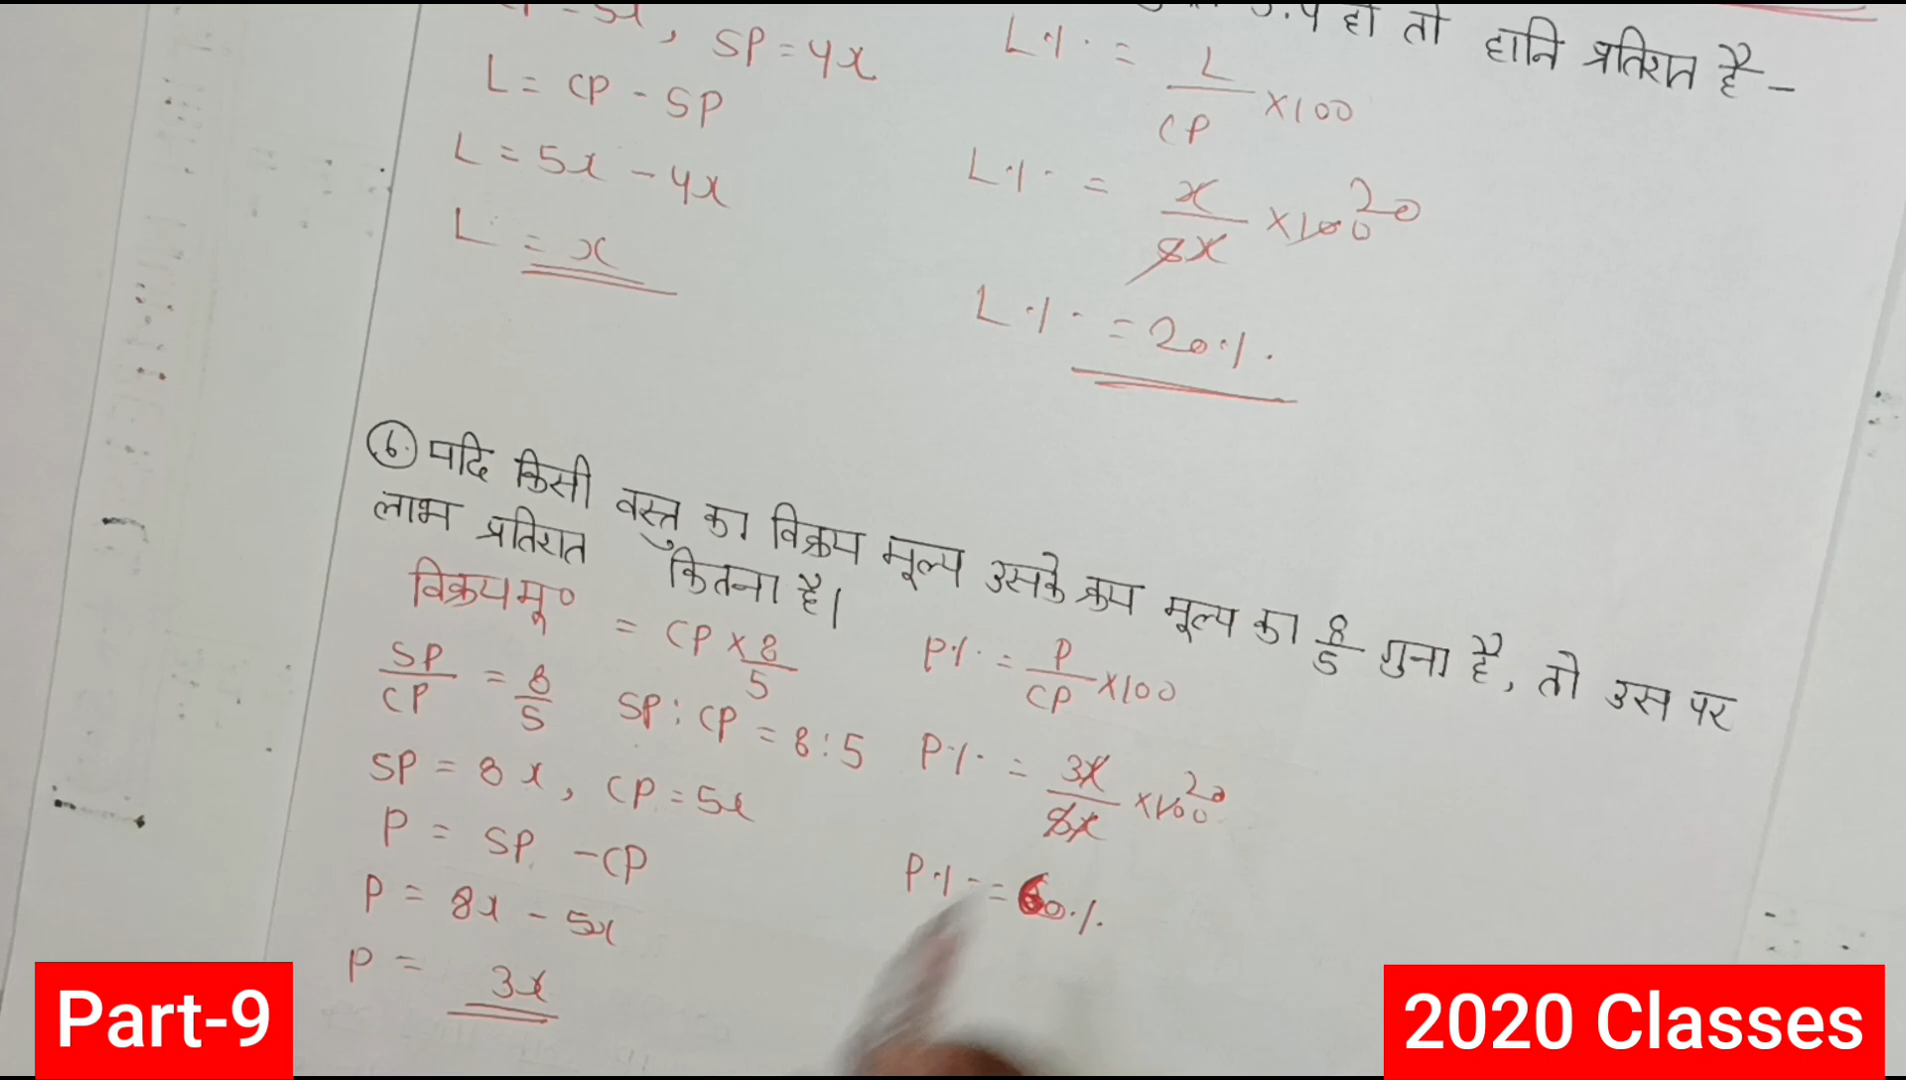 हो तो हानि प्रतिशत है -
, SP = 4x
L = CP - SP
L = 5x - 4x
L = x
L% = L/CP ×100
L% = x/5x ×100 20
L% = 20%.
⑥ यदि किसी वस्तु का विक्रय मूल्य उसके क्रय मूल्य का 8/5 गुना है, तो उस पर
लाभ प्रतिशत कितना है।
विक्रय मू० = CP × 8/5
SP/CP = 8/5 SP : CP = 8 : 5
SP = 8x, CP = 5x
P = SP - CP
P = 8x - 5x
P = 3x
P% = P/CP ×100
P% = 3x/5x ×100 20
P% = 60%.
Part-9
2020 Classes